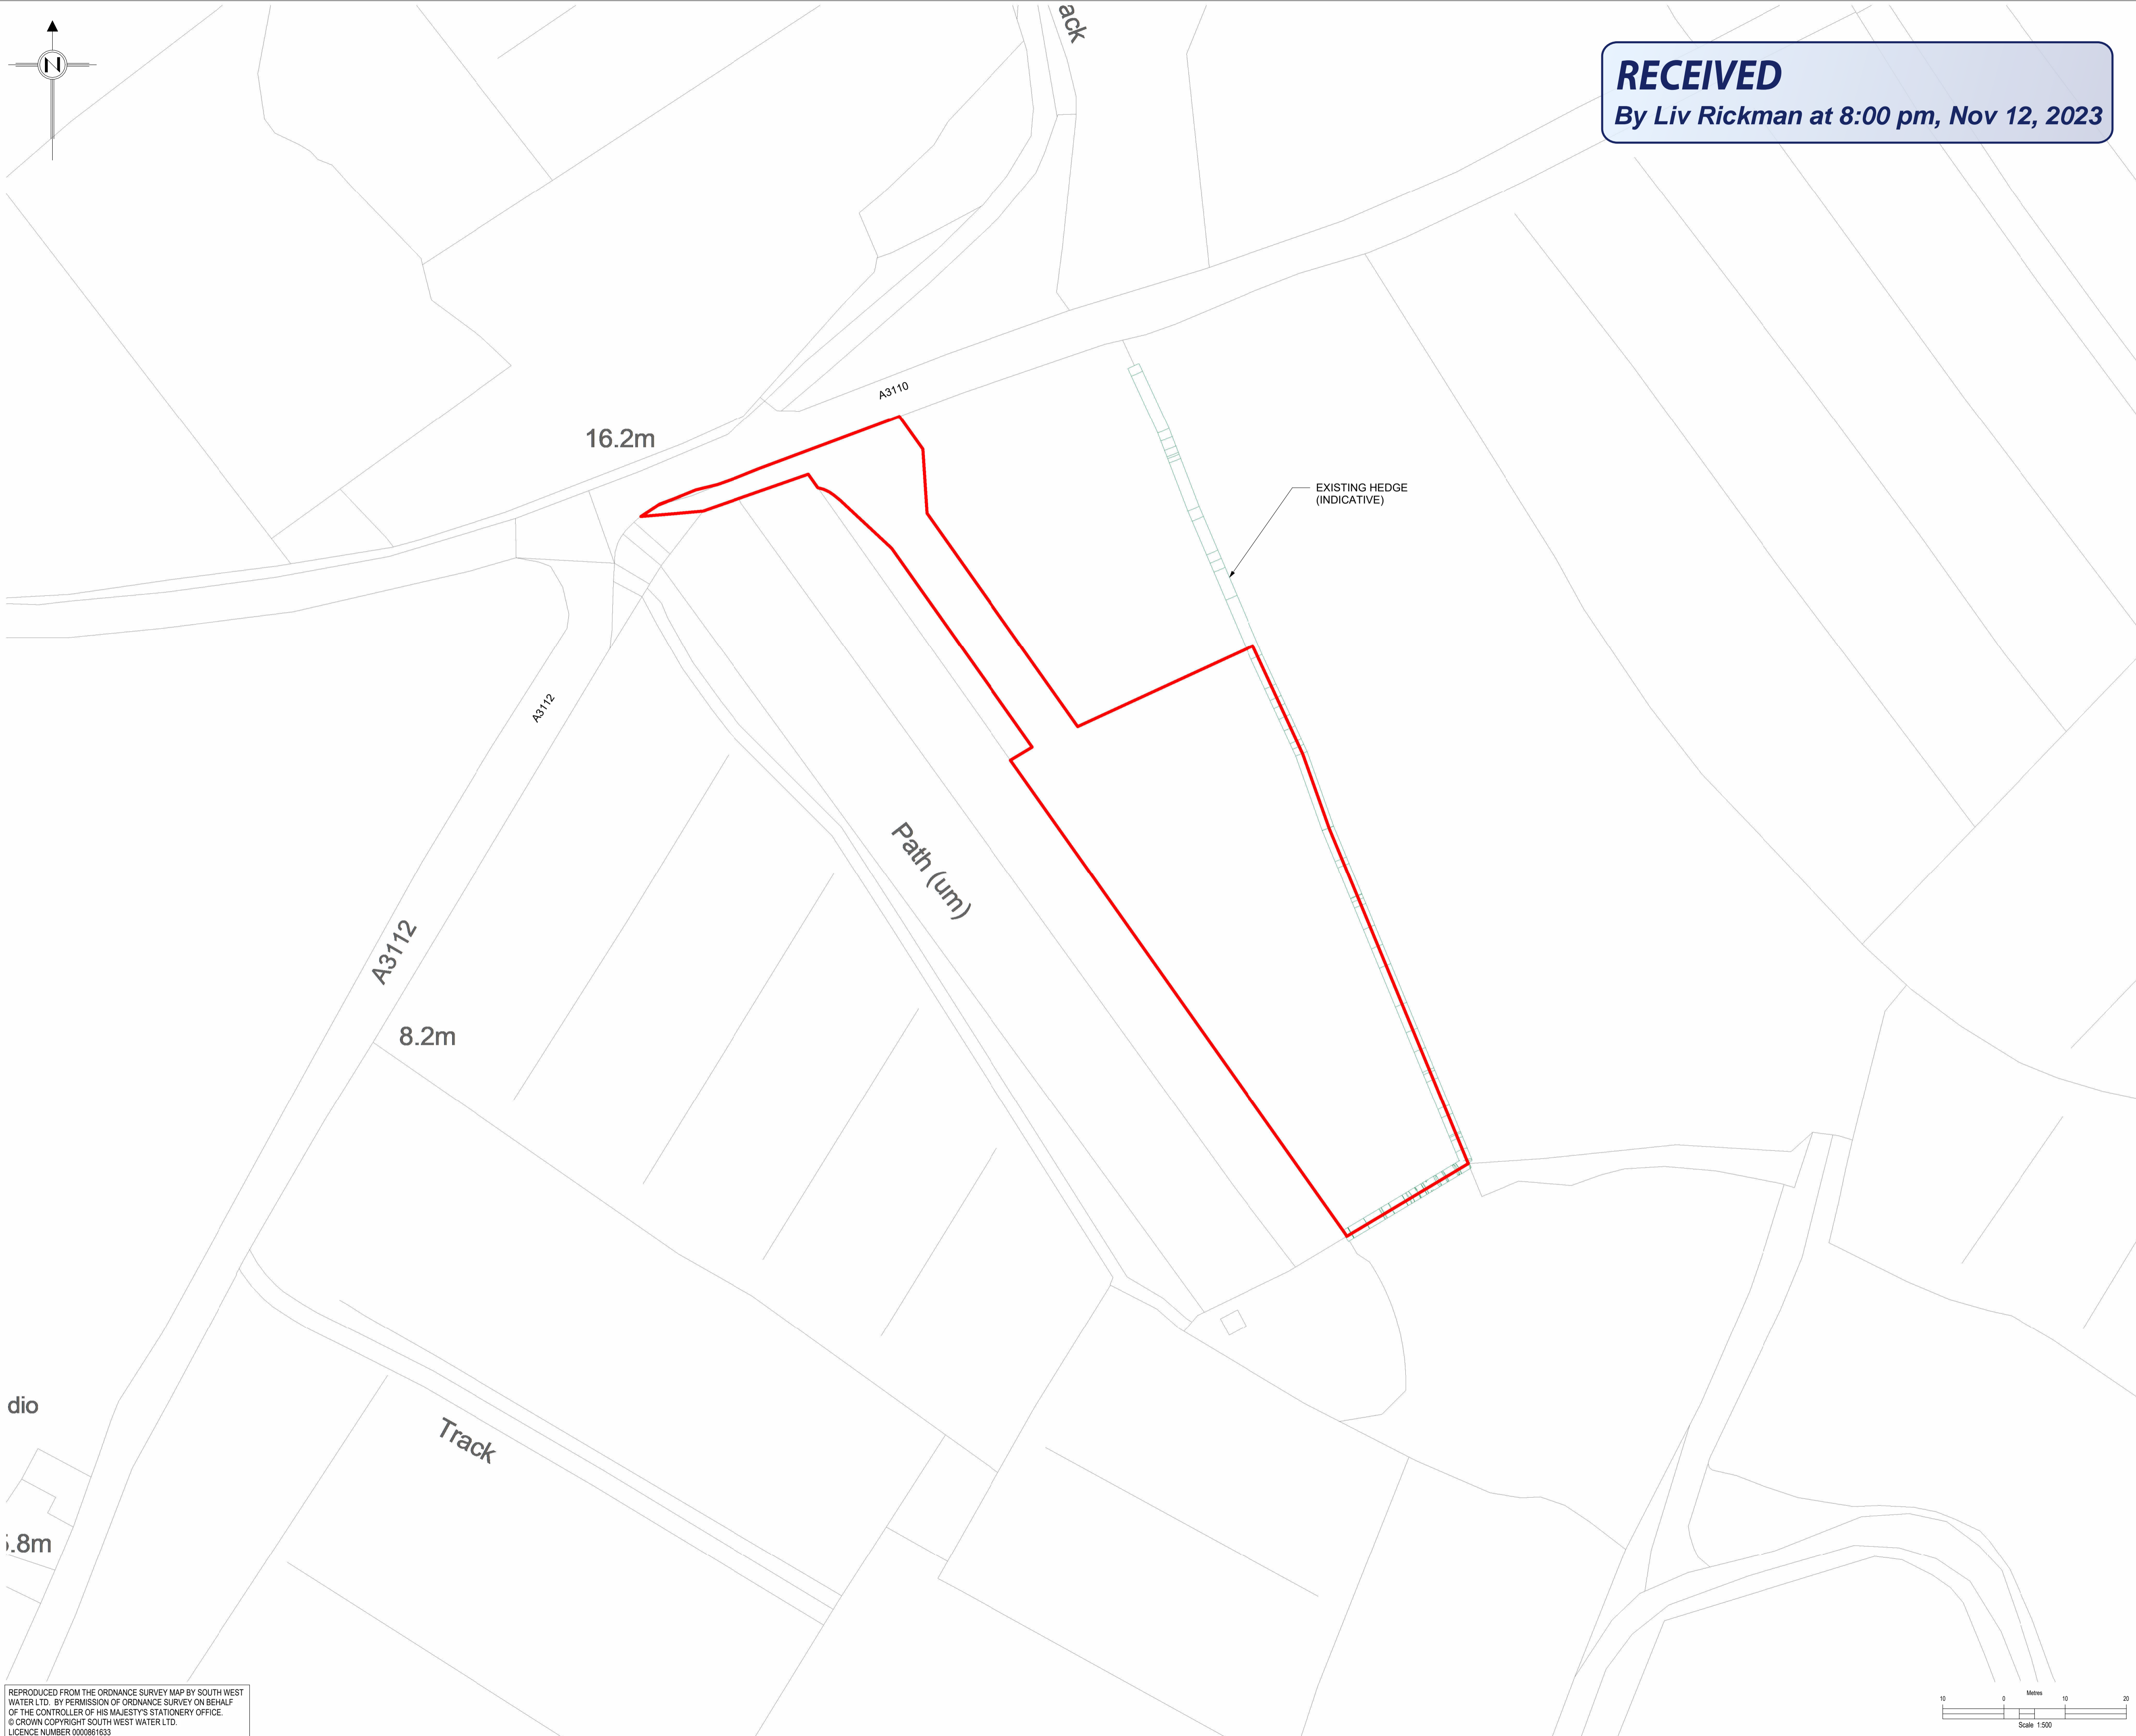 N
ack
RECEIVED
By Liv Rickman at 8:00 pm, Nov 12, 2023
A3110
16.2m
EXISTING HEDGE
(INDICATIVE)
A3112
Path (um)
A3112
8.2m
dio
Track
5.8m
REPRODUCED FROM THE ORDNANCE SURVEY MAP BY SOUTH WEST
WATER LTD. BY PERMISSION OF ORDNANCE SURVEY ON BEHALF
OF THE CONTROLLER OF HIS MAJESTY'S STATIONERY OFFICE.
© CROWN COPYRIGHT SOUTH WEST WATER LTD.
LICENCE NUMBER 0000861633
Metres
10 0 10 20
Scale 1:500